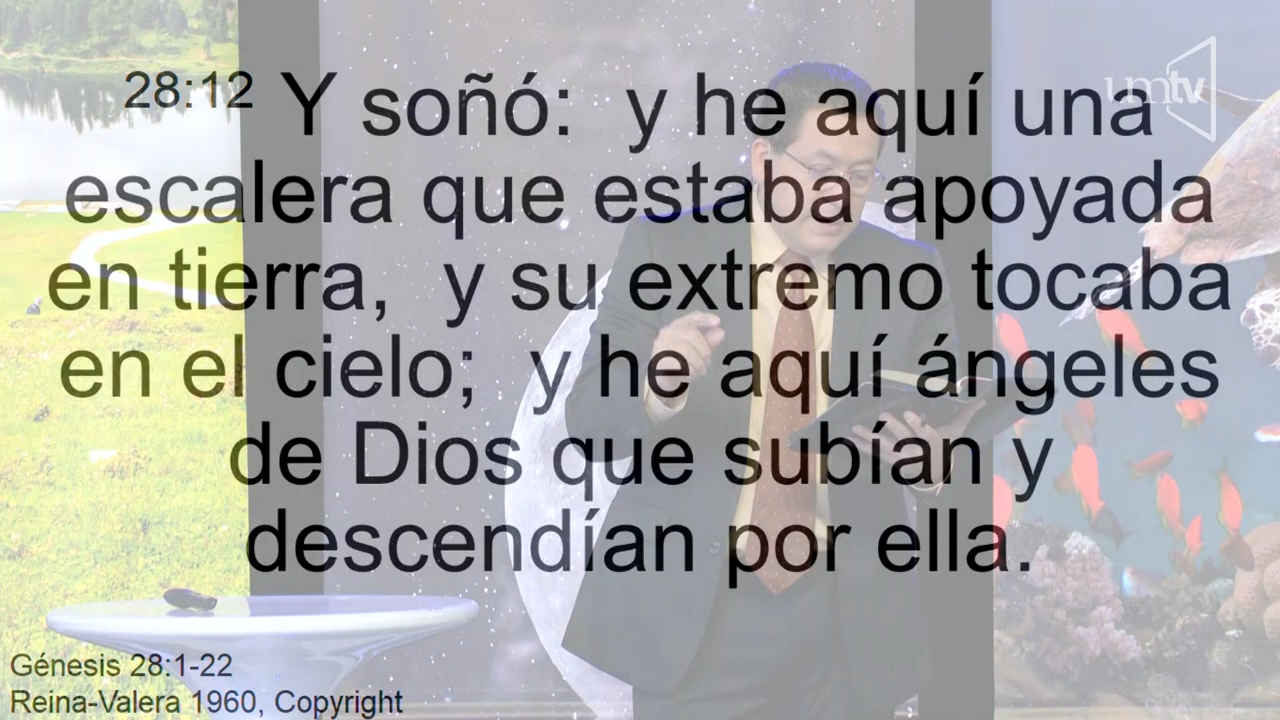 umtv
28:12 Y soñó: y he aquí una
escalera que estaba apoyada
en tierra, y su extremo tocaba
en el cielo; y he aquí ángeles
de Dios que subían y
descendían por ella.
Génesis 28:1-22
Reina-Valera 1960, Copyright